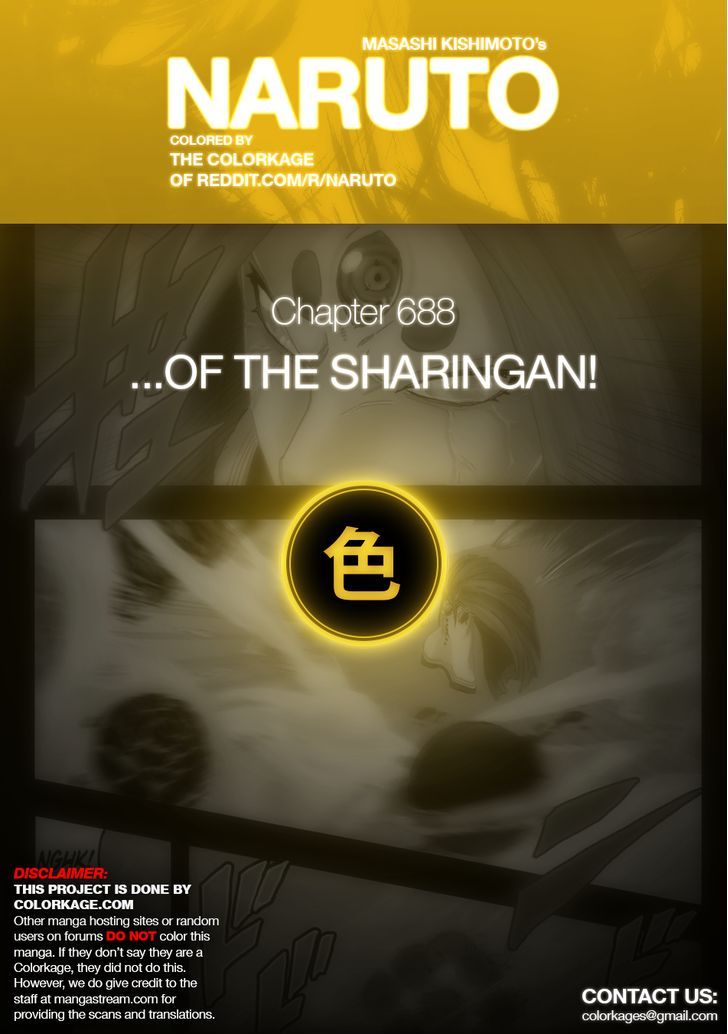 MASASHI KISHIMOTO's
NARUTO
COLORED BY
THE COLORKAGE
OF REDDIT.COM/R/NARUTO
Chapter 688
...OF THE SHARINGAN!
色
NGHK!
DISCLAIMER:
THIS PROJECT IS DONE BY
COLORKAGE.COM
Other manga hosting sites or random
users on forums DO NOT color this
manga. If they don't say they are a
Colorkage, they did not do this.
However, we do give credit to the
staff at mangastream.com for
providing the scans and translations.
CONTACT US:
colorkages@gmail.com